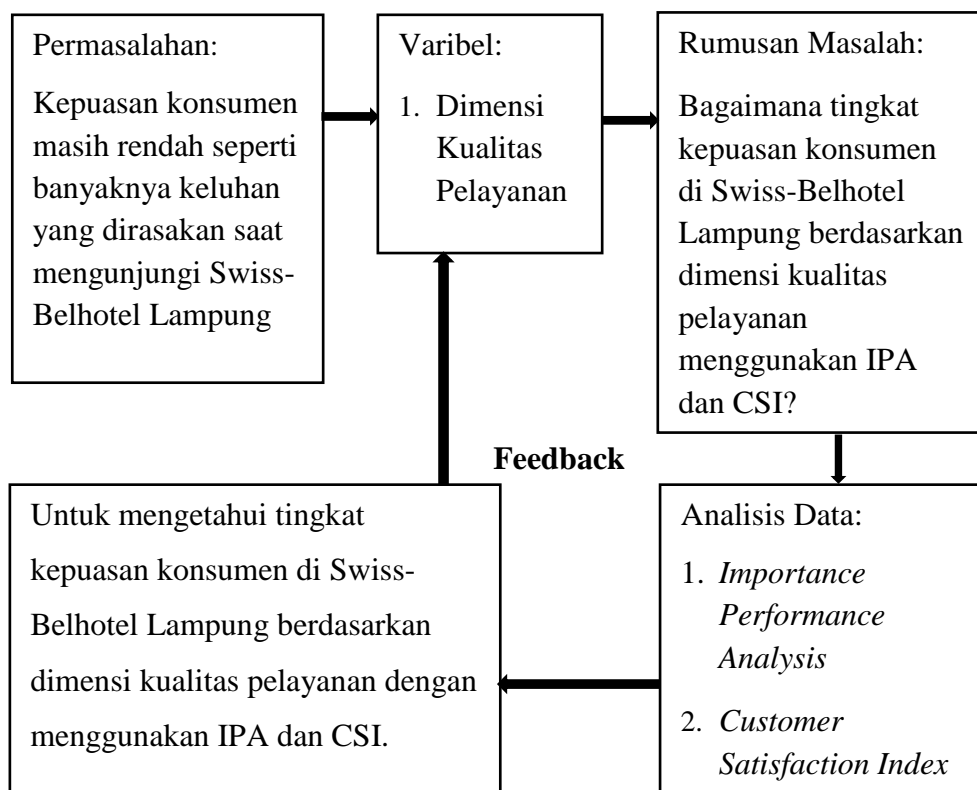 Permasalahan:
Kepuasan konsumen
masih rendah seperti
banyaknya keluhan
yang dirasakan saat
mengunjungi Swiss-
Belhotel Lampung
Varibel:
1. Dimensi
Kualitas
Pelayanan
Rumusan Masalah:
Bagaimana tingkat
kepuasan konsumen
di Swiss-Belhotel
Lampung berdasarkan
dimensi kualitas
pelayanan
menggunakan IPA
dan CSI?
Feedback
Analisis Data:
1. Importance
Performance
Analysis
2. Customer
Satisfaction Index
Untuk mengetahui tingkat
kepuasan konsumen di Swiss-
Belhotel Lampung berdasarkan
dimensi kualitas pelayanan dengan
menggunakan IPA dan CSI.